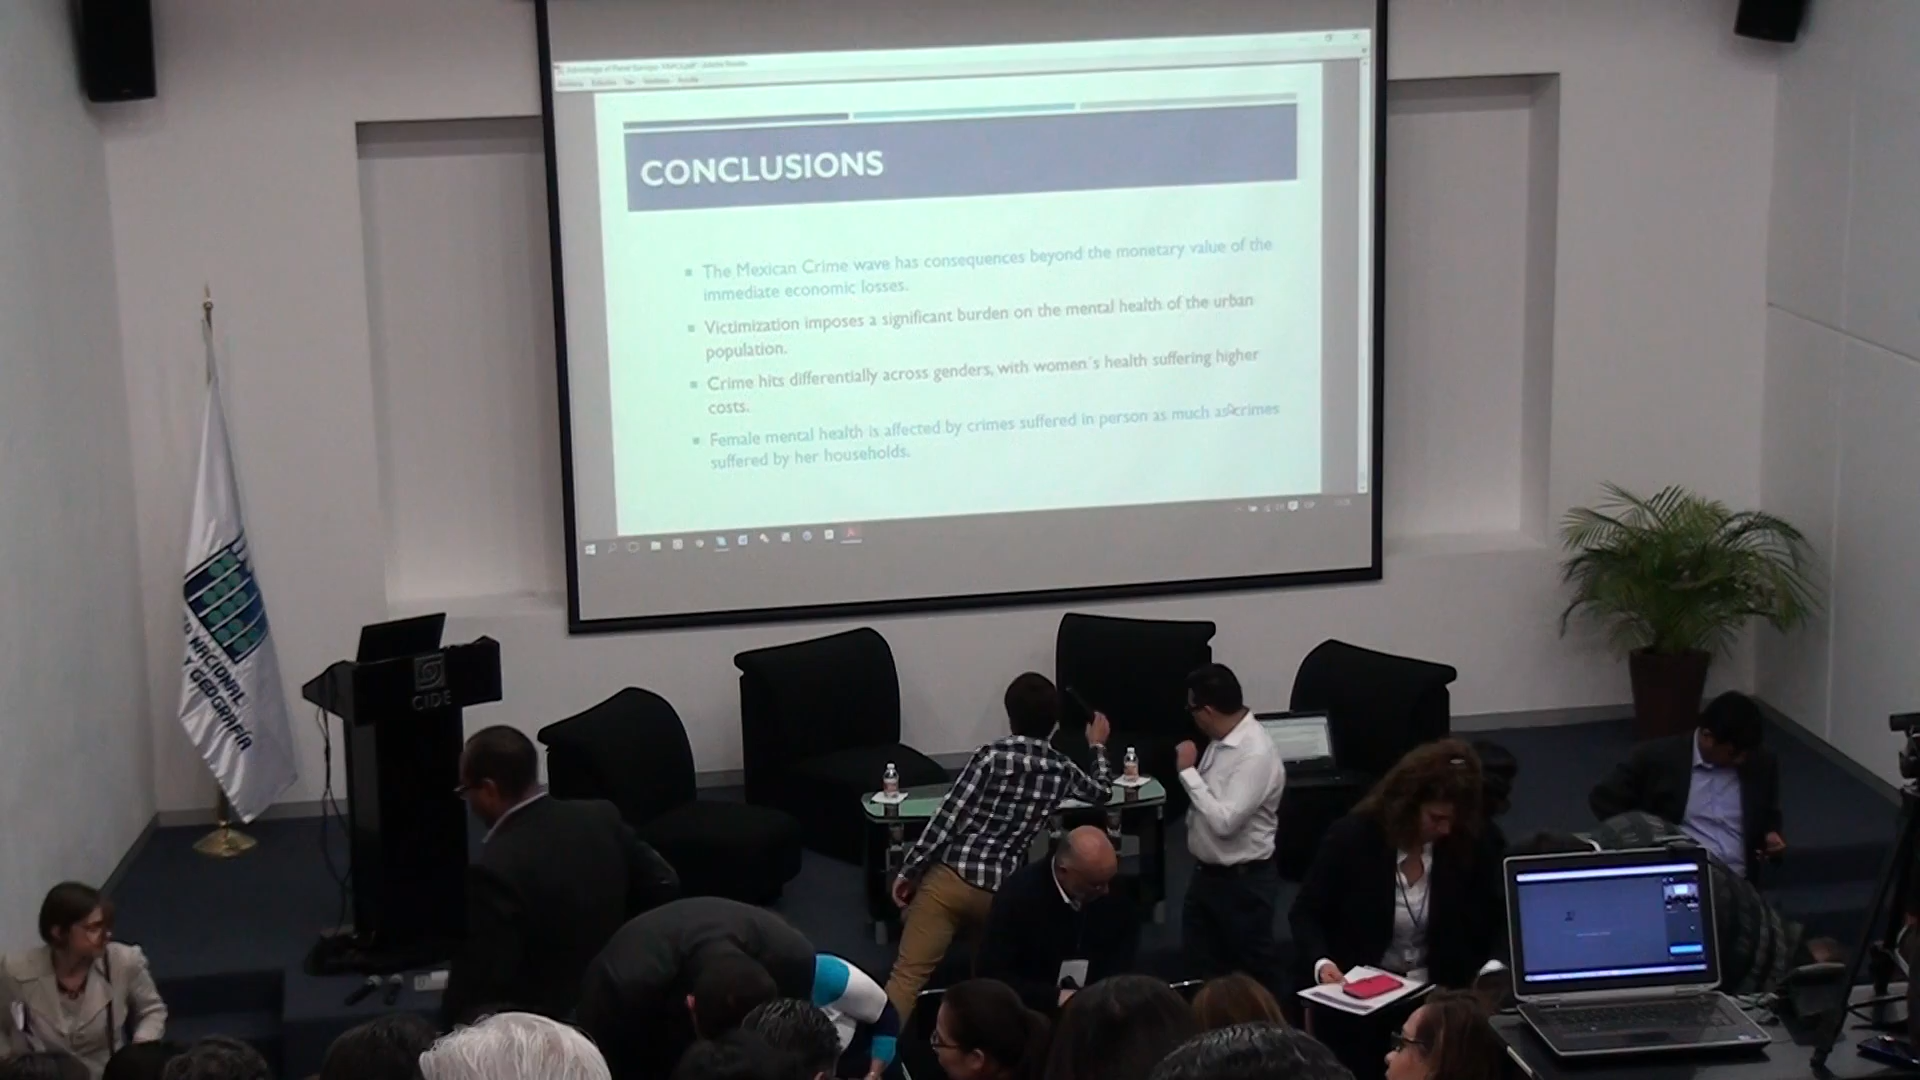 CONCLUSIONS
The Mexican Crime wave has consequences beyond the monetary value of the
immediate economic losses.
Victimization imposes a significant burden on the mental health of the urban
population.
Crime hits differentially across genders, with women´s health suffering higher
costs.
Female mental health is affected by crimes suffered in person as much as crimes
suffered by her households.
NACIONAL
Y GEOGRAFÍA
CIDE